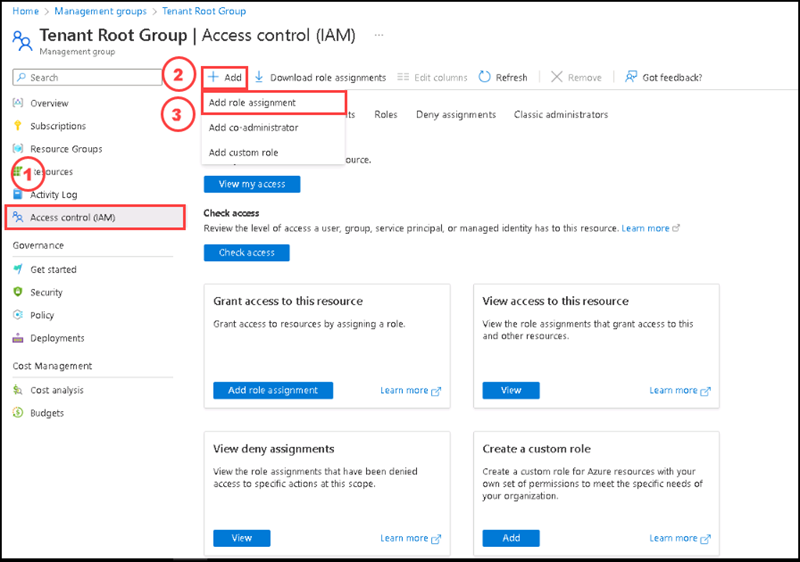 Home > Management groups > Tenant Root Group
Tenant Root Group | Access control (IAM) ...
Management group
Search
2
Add
Download role assignments
Edit columns
Refresh
Remove
Got feedback?
3
Add role assignment
Add co-administrator
Add custom role
Roles
Deny assignments
Classic administrators
Overview
Subscriptions
Resource Groups
1
Resources
Activity Log
Access control (IAM)
Governance
Get started
Security
Policy
Deployments
Cost Management
Cost analysis
Budgets
resource.
View my access
Check access
Review the level of access a user, group, service principal, or managed identity has to this resource. Learn more
Check access
Grant access to this resource
Grant access to resources by assigning a role.
Add role assignment
Learn more
View access to this resource
View the role assignments that grant access to this
and other resources.
View
Learn more
View deny assignments
View the role assignments that have been denied
access to specific actions at this scope.
View
Learn more
Create a custom role
Create a custom role for Azure resources with your
own set of permissions to meet the specific needs of
your organization.
Add
Learn more